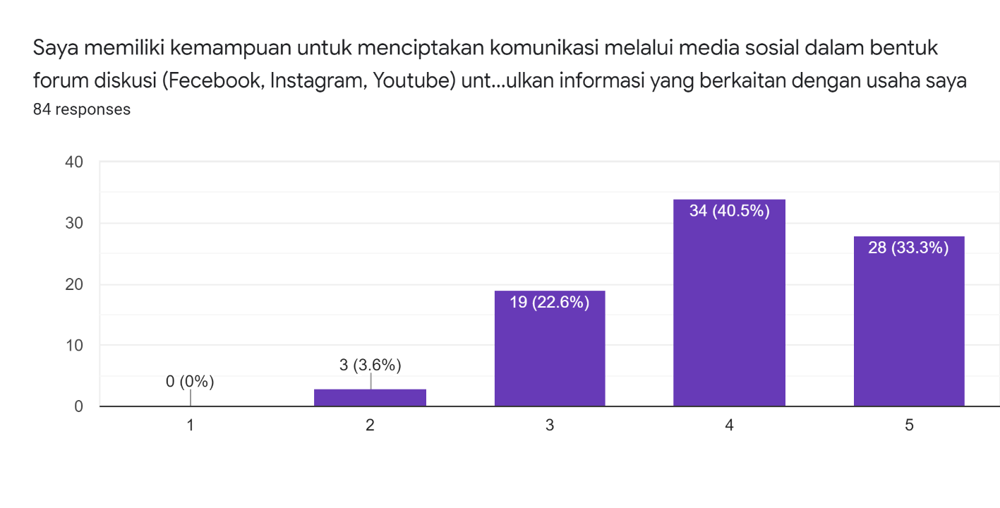 Saya memiliki kemampuan untuk menciptakan komunikasi melalui media sosial dalam bentuk
forum diskusi (Fecebook, Instagram, Youtube) unt...ulkan informasi yang berkaitan dengan usaha saya
84 responses
40
30
20
10
0
0 (0%)
3 (3.6%)
19 (22.6%)
34 (40.5%)
28 (33.3%)
1 2 3 4 5